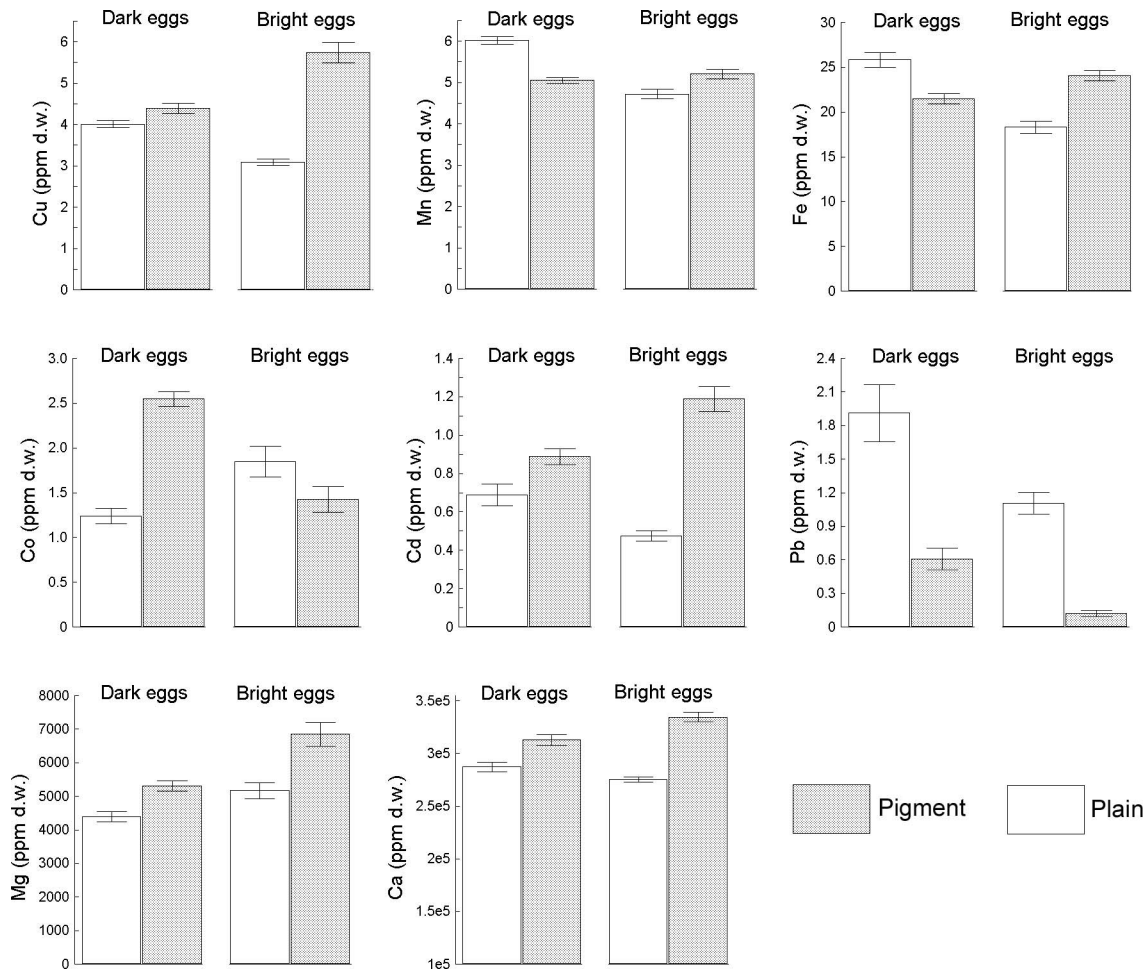 Dark eggs Bright eggs
Cu (ppm d.w.)
6
5
4
3
2
1
0
Dark eggs Bright eggs
Mn (ppm d.w.)
6
5
4
3
2
1
0
Dark eggs Bright eggs
Fe (ppm d.w.)
30
25
20
15
10
5
0
Dark eggs Bright eggs
Co (ppm d.w.)
3.0
2.5
2.0
1.5
1.0
0.5
0
Dark eggs Bright eggs
Cd (ppm d.w.)
1.4
1.2
1.0
0.8
0.6
0.4
0.2
0
Dark eggs Bright eggs
Pb (ppm d.w.)
2.4
2.1
1.8
1.5
1.2
0.9
0.6
0.3
0
Dark eggs Bright eggs
Mg (ppm d.w.)
8000
7000
6000
5000
4000
3000
2000
1000
0
Dark eggs Bright eggs
Ca (ppm d.w.)
3.5e5
3e5
2.5e5
2e5
1.5e5
1e5
Pigment Plain